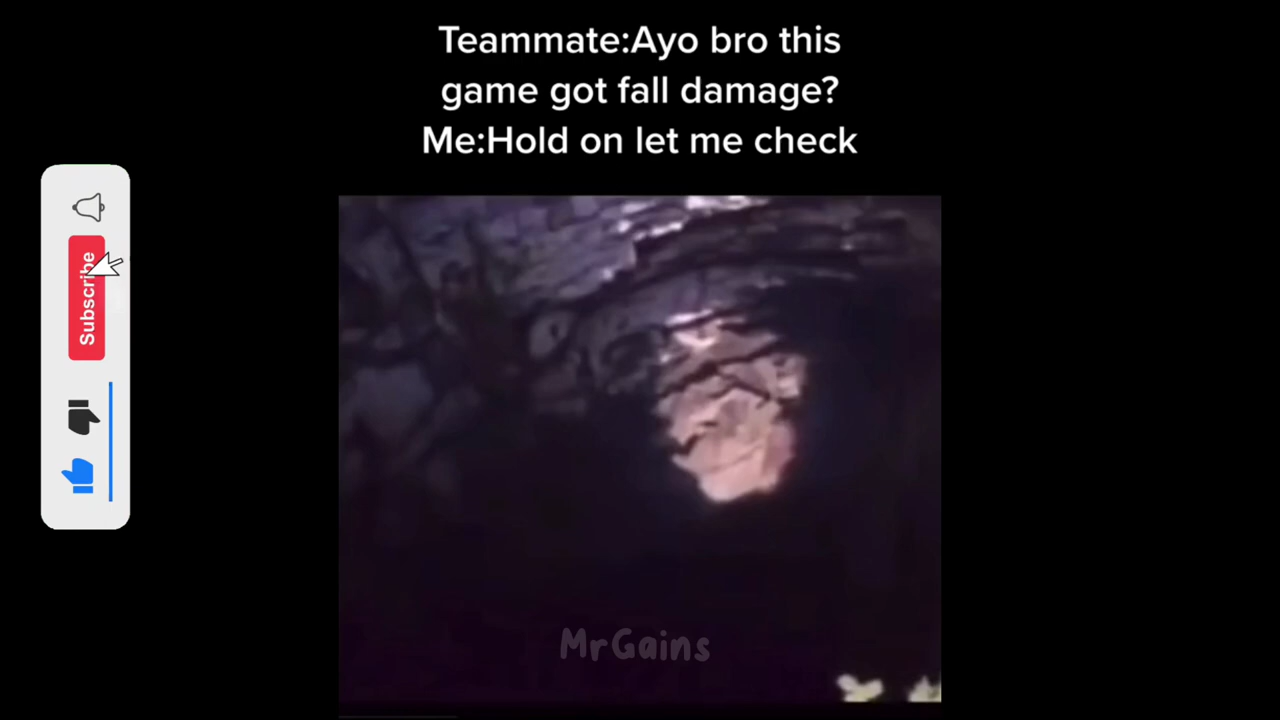 Teammate:Ayo bro this
game got fall damage?
Me:Hold on let me check
Subscribe
MrGains